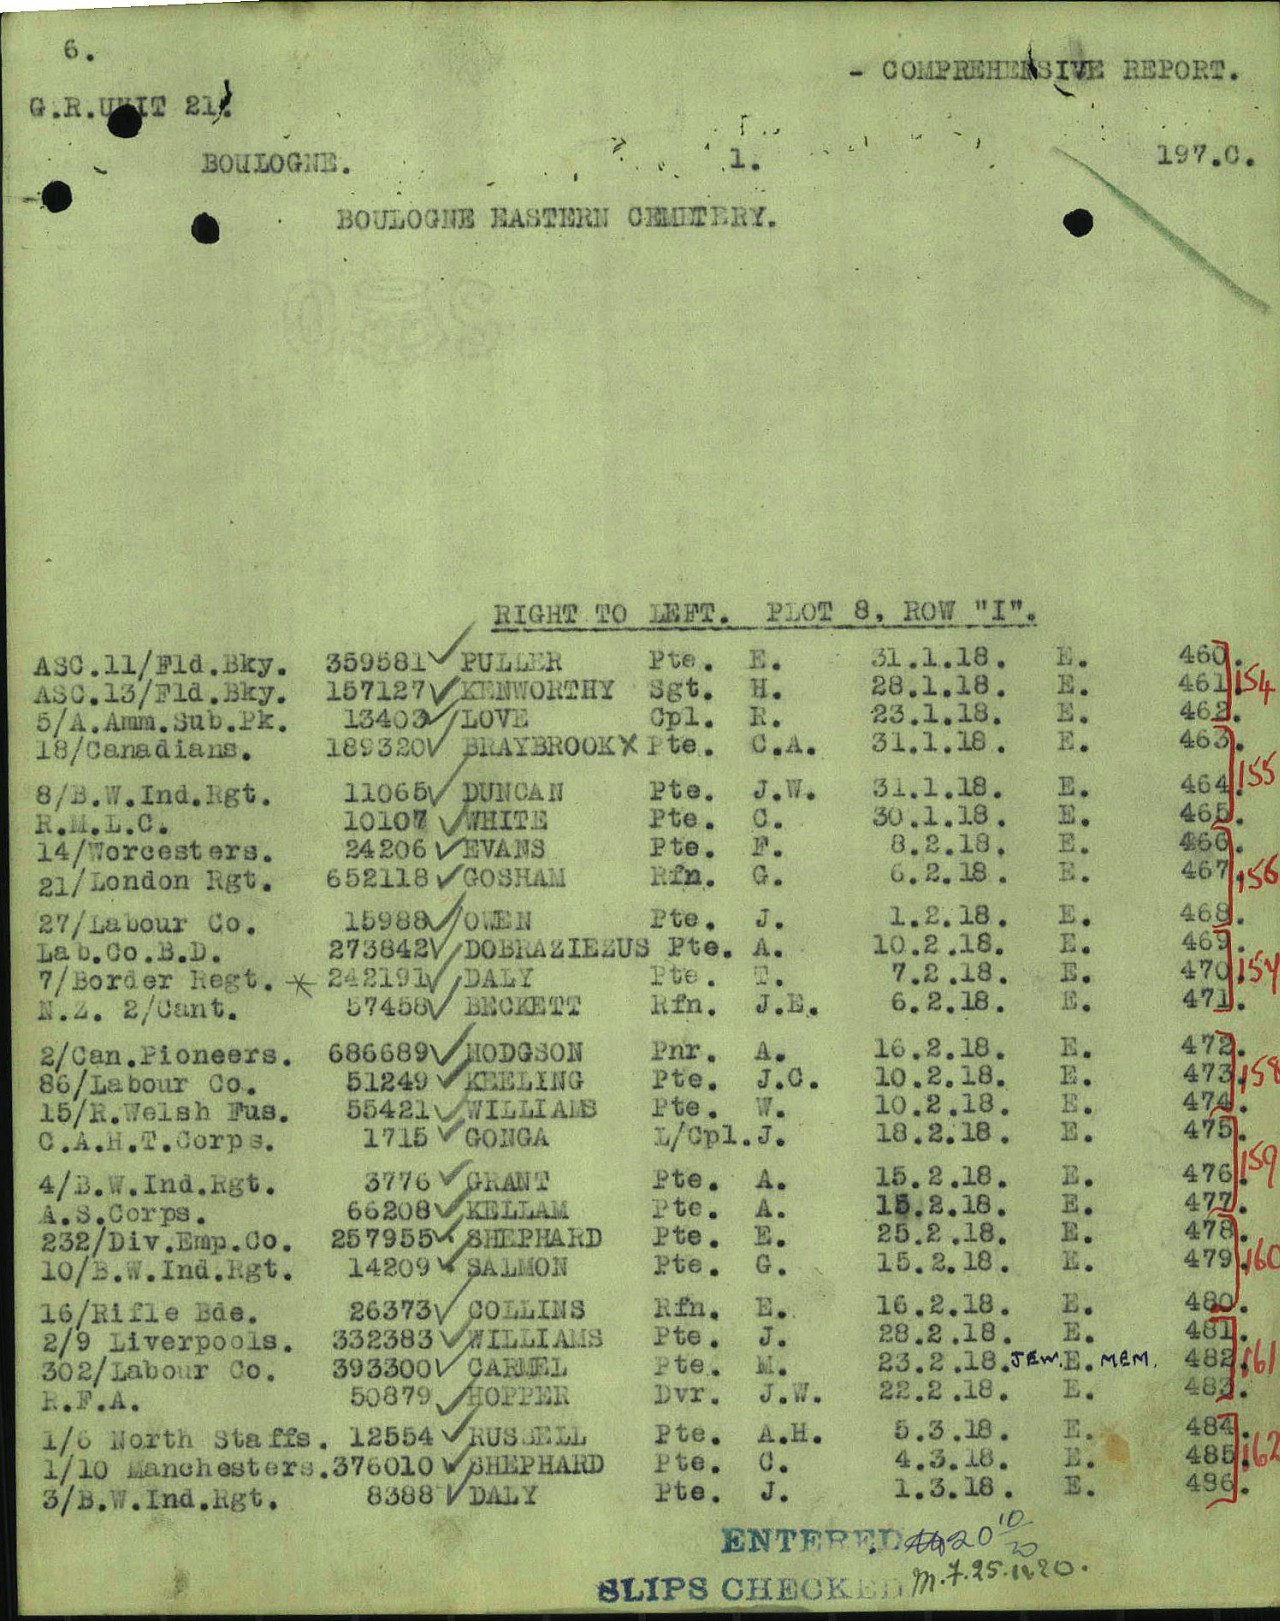 6.
- COMPREHENSIVE REPORT.
G.R.UNIT 21.
BOULOGNE. 1. 197.C.
BOULOGNE EASTERN CEMETERY.
RIGHT TO LEFT. PLOT 8, ROW "I".
ASC.11/Fld.Bky. 359581 ✓ PULLER Pte. E. 31.1.18. E. 460.
ASC.13/Fld.Bky. 157127 ✓ KENWORTHY Sgt. H. 28.1.18. E. 461. 154
5/A.Amm.Sub.Pk. 13403 ✓ LOVE Cpl. R. 23.1.18. E. 462.
18/Canadians. 189320 ✓ BRAYBROOK X Pte. C.A. 31.1.18. E. 463.
8/B.W.Ind.Rgt. 11065 ✓ DUNCAN Pte. J.W. 31.1.18. E. 464. 155
R.M.L.C. 10107 ✓ WHITE Pte. C. 30.1.18. E. 465.
14/Worcesters. 24206 ✓ EVANS Pte. F. 8.2.18. E. 466.
21/London Rgt. 652118 ✓ GOSHAM Rfn. G. 6.2.18. E. 467. 156
27/Labour Co. 15988 ✓ OWEN Pte. J. 1.2.18. E. 468.
Lab.Co.B.D. 273842 ✓ DOBRAZIEZUS Pte. A. 10.2.18. E. 469.
7/Border Regt. 242191 ✓ DALY Pte. T. 7.2.18. E. 470. 157
N.Z. 2/Cant. 57458 ✓ BECKETT Rfn. J.E. 6.2.18. E. 471.
2/Can.Pioneers. 686689 ✓ HODGSON Pnr. A. 16.2.18. E. 472.
86/Labour Co. 51249 ✓ KEELING Pte. J.C. 10.2.18. E. 473. 158
15/R.Welsh Fus. 55421 ✓ WILLIAMS Pte. W. 10.2.18. E. 474.
C.A.H.T.Corps. 1715 ✓ GONGA L/Cpl. J. 18.2.18. E. 475.
4/B.W.Ind.Rgt. 3776 ✓ GRANT Pte. A. 15.2.18. E. 476. 159
A.S.Corps. 66208 ✓ KELLAM Pte. A. 15.2.18. E. 477.
232/Div.Emp.Co. 257955 ✓ SHEPHARD Pte. E. 25.2.18. E. 478.
10/B.W.Ind.Rgt. 14209 ✓ SALMON Pte. G. 15.2.18. E. 479. 160
16/Rifle Bde. 26373 ✓ COLLINS Rfn. E. 16.2.18. E. 480.
2/9 Liverpools. 332383 ✓ WILLIAMS Pte. J. 28.2.18. E. 481.
302/Labour Co. 393300 ✓ CARMEL Pte. M. 23.2.18. JEW. E. MEM. 482. 161
R.F.A. 50879 ✓ HOPPER Dvr. J.W. 22.2.18. E. 483.
1/6 North Staffs. 12554 ✓ RUSSELL Pte. A.H. 5.3.18. E. 484.
1/10 Manchesters. 376010 ✓ SHEPHARD Pte. C. 4.3.18. E. 485. 162
3/B.W.Ind.Rgt. 8388 ✓ DALY Pte. J. 1.3.18. E. 486.
ENTERED 20 10/20
SLIPS CHECKED M.7.25.11.20.